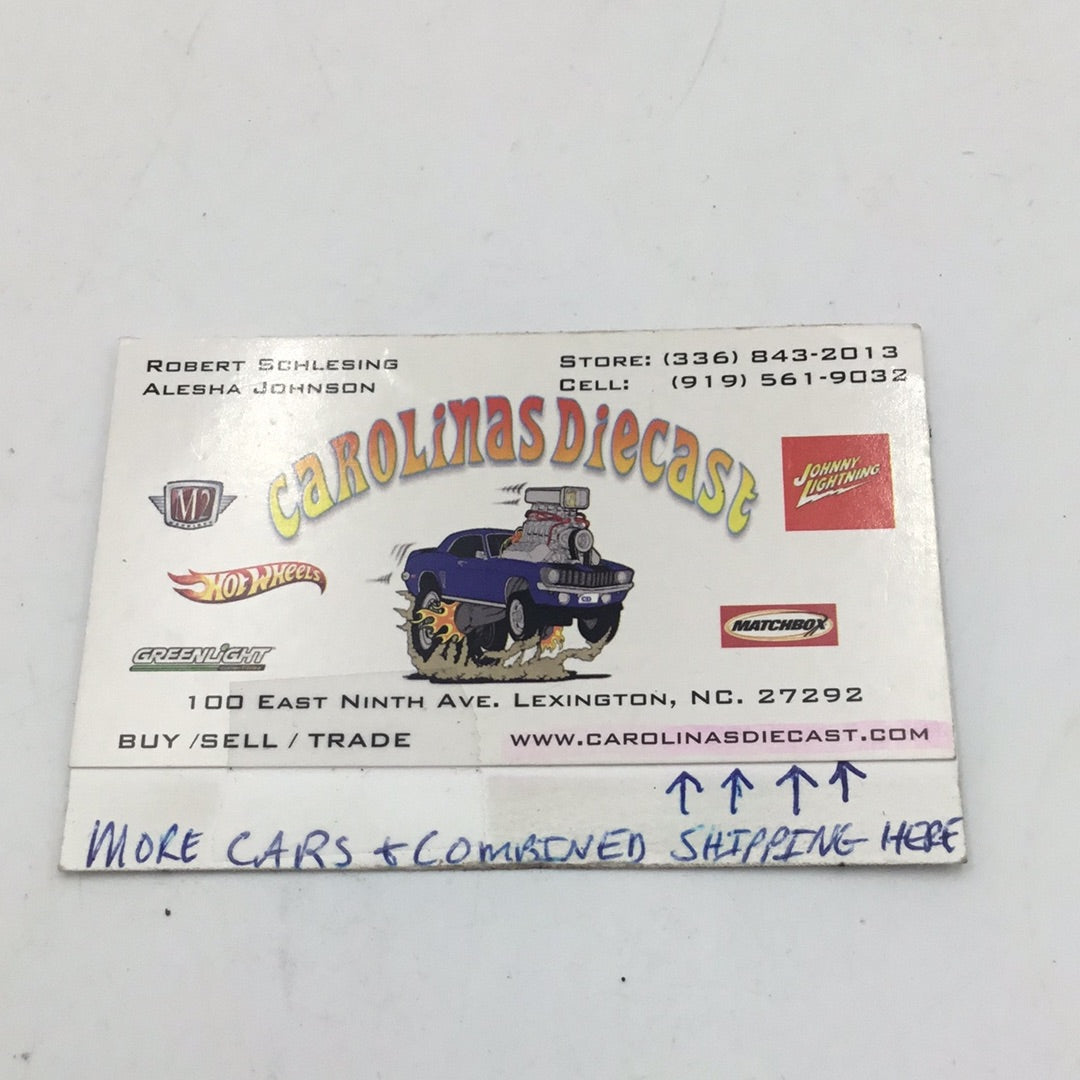 ROBERT SCHLESING
ALESHA JOHNSON
STORE: (336) 843-2013
CELL: (919) 561-9032
CAROLINAS DIECAST
M2
JOHNNY LIGHTNING
HOT WHEELS
MATCHBOX
GREENLIGHT
100 EAST NINTH AVE. LEXINGTON, NC. 27292
BUY /SELL / TRADE
WWW.CAROLINASDIECAST.COM
↑ ↑ ↑ ↑
MORE CARS & COMBINED SHIPPING HERE